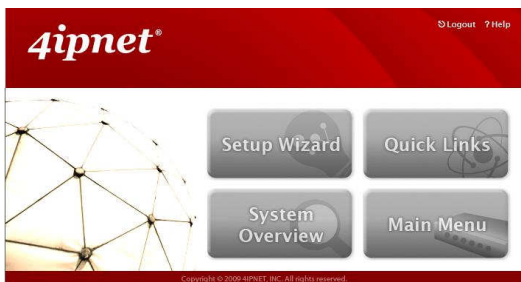 4ipnet®
Logout ?Help
Setup Wizard
Quick Links
System
Overview
Main Menu
Copyright © 2009 4IPNET, INC. All rights reserved.